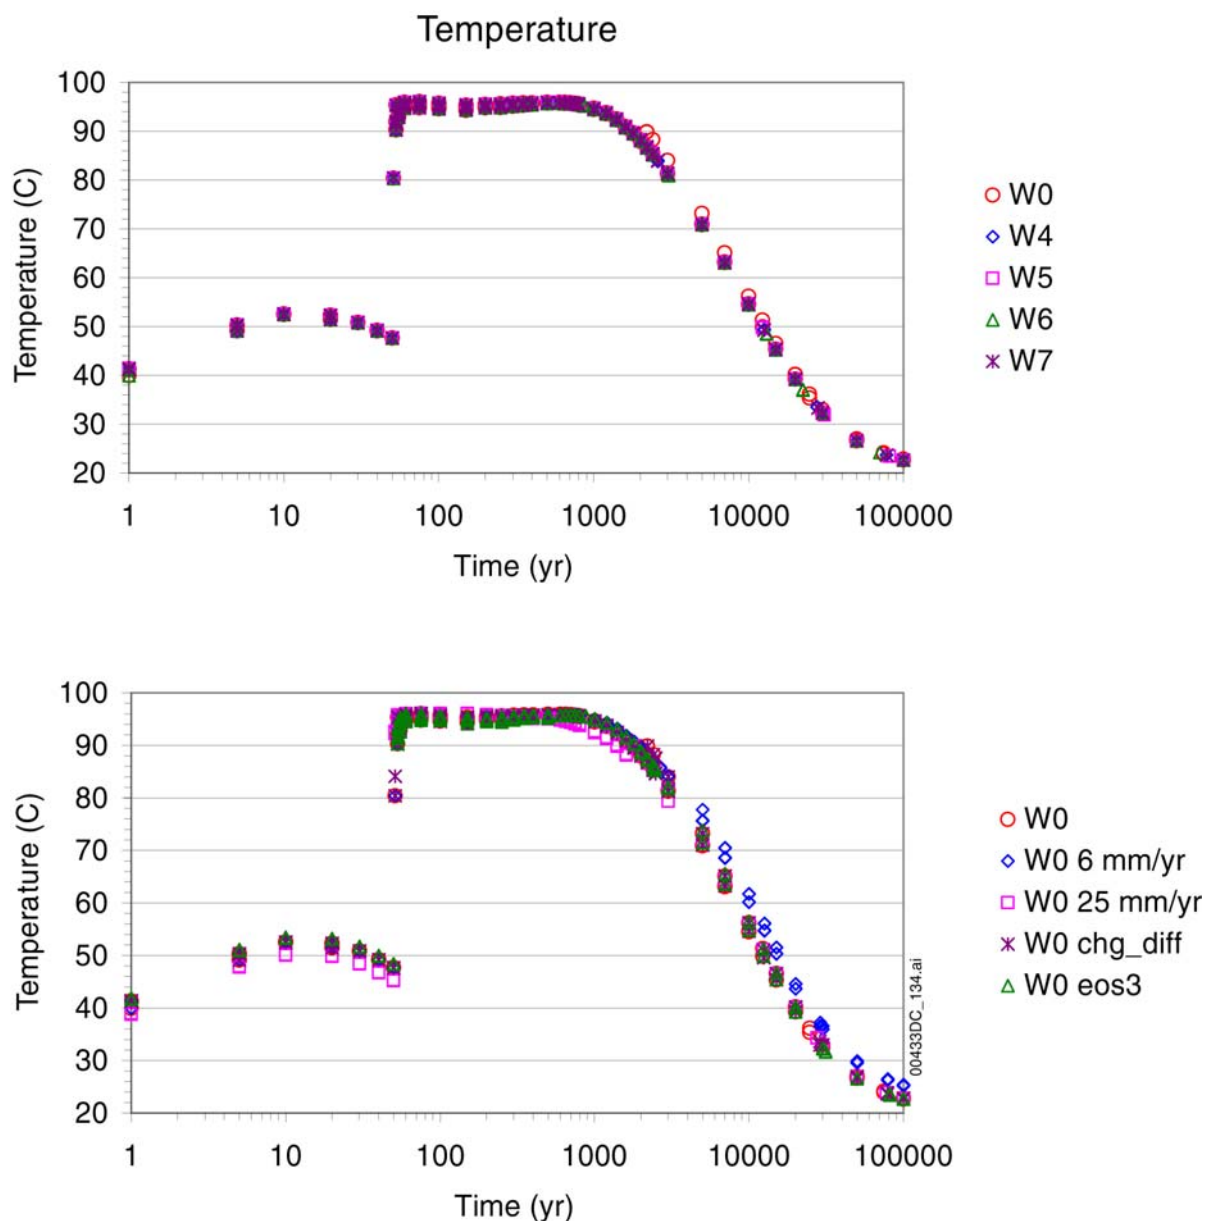 Temperature
Temperature (C)
100
90
80
70
60
50
40
30
20
1
10
100
1000
10000
100000
Time (yr)
W0
W4
W5
W6
W7
Temperature (C)
100
90
80
70
60
50
40
30
20
1
10
100
1000
10000
100000
Time (yr)
W0
W0 6 mm/yr
W0 25 mm/yr
W0 chg_diff
W0 eos3
00433DC_134.ai